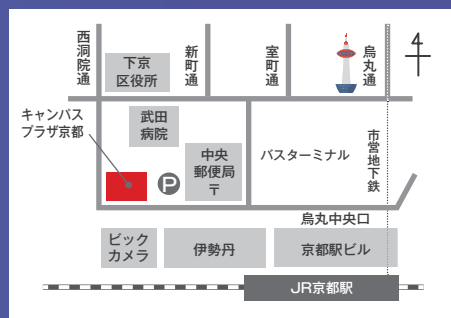 西洞院通
下京
区役所
新町通
室町通
烏丸通
4
キャンパス
プラザ京都
武田
病院
中央
郵便局
〒
P
バスターミナル
市営地下鉄
烏丸中央口
ビック
カメラ
伊勢丹
京都駅ビル
JR京都駅